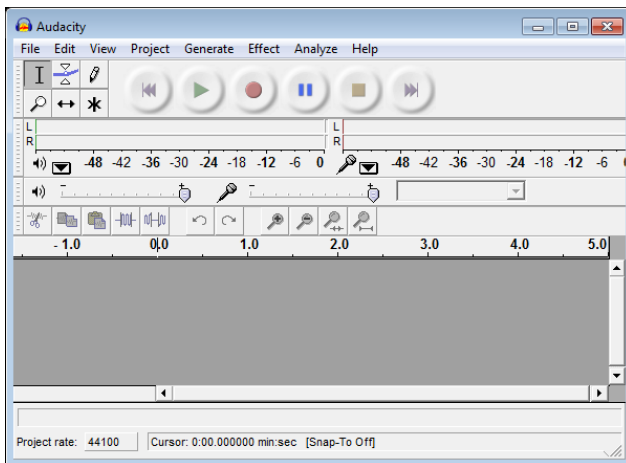 Audacity
File Edit View Project Generate Effect Analyze Help
L L
R R
-48 -42 -36 -30 -24 -18 -12 -6 0 -48 -42 -36 -30 -24 -18 -12 -6
- 1.0 0,0 1.0 2.0 3.0 4.0 5.0
Project rate: 44100 Cursor: 0:00.000000 min:sec [Snap-To Off]